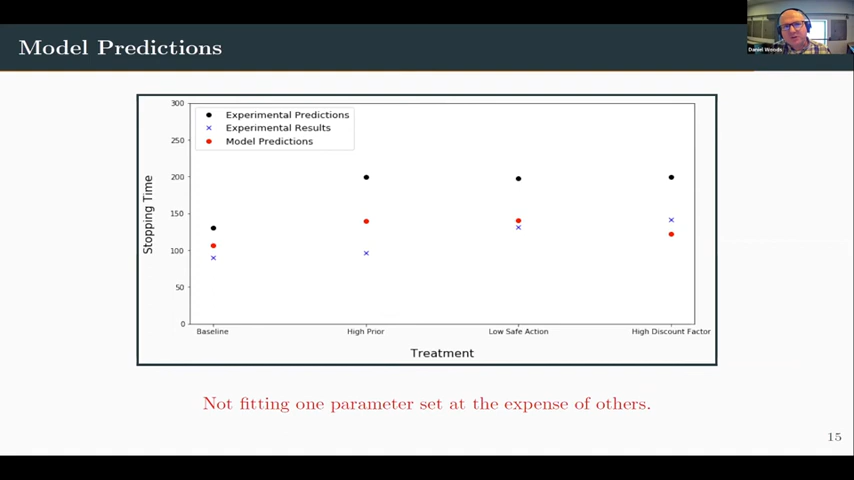 Model Predictions
Daniel Woods
300
250
200
150
100
50
0
Stopping Time
Experimental Predictions
Experimental Results
Model Predictions
Baseline
High Prior
Low Safe Action
High Discount Factor
Treatment
Not fitting one parameter set at the expense of others.
15